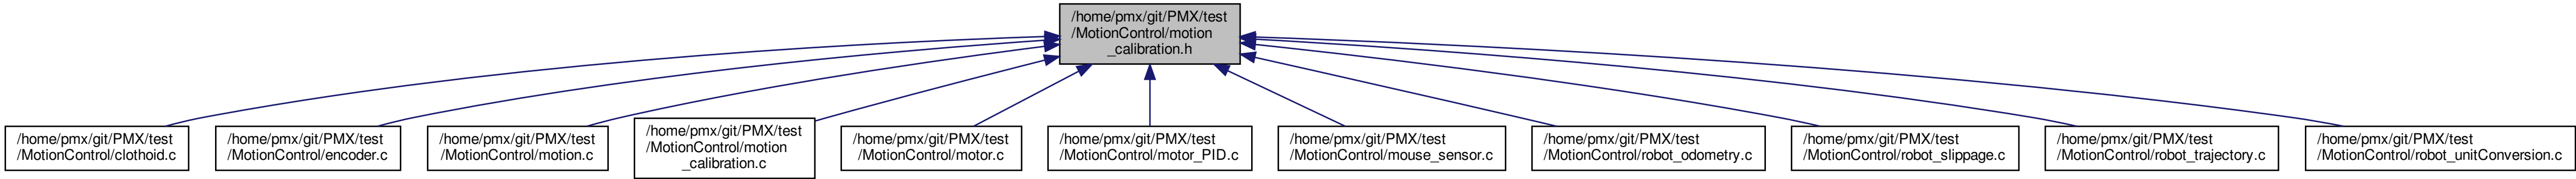 /home/pmx/git/PMX/test
/MotionControl/motion
_calibration.h
/home/pmx/git/PMX/test
/MotionControl/clothoid.c
/home/pmx/git/PMX/test
/MotionControl/encoder.c
/home/pmx/git/PMX/test
/MotionControl/motion.c
/home/pmx/git/PMX/test
/MotionControl/motion
_calibration.c
/home/pmx/git/PMX/test
/MotionControl/motor.c
/home/pmx/git/PMX/test
/MotionControl/motor_PID.c
/home/pmx/git/PMX/test
/MotionControl/mouse_sensor.c
/home/pmx/git/PMX/test
/MotionControl/robot_odometry.c
/home/pmx/git/PMX/test
/MotionControl/robot_slippage.c
/home/pmx/git/PMX/test
/MotionControl/robot_trajectory.c
/home/pmx/git/PMX/test
/MotionControl/robot_unitConversion.c